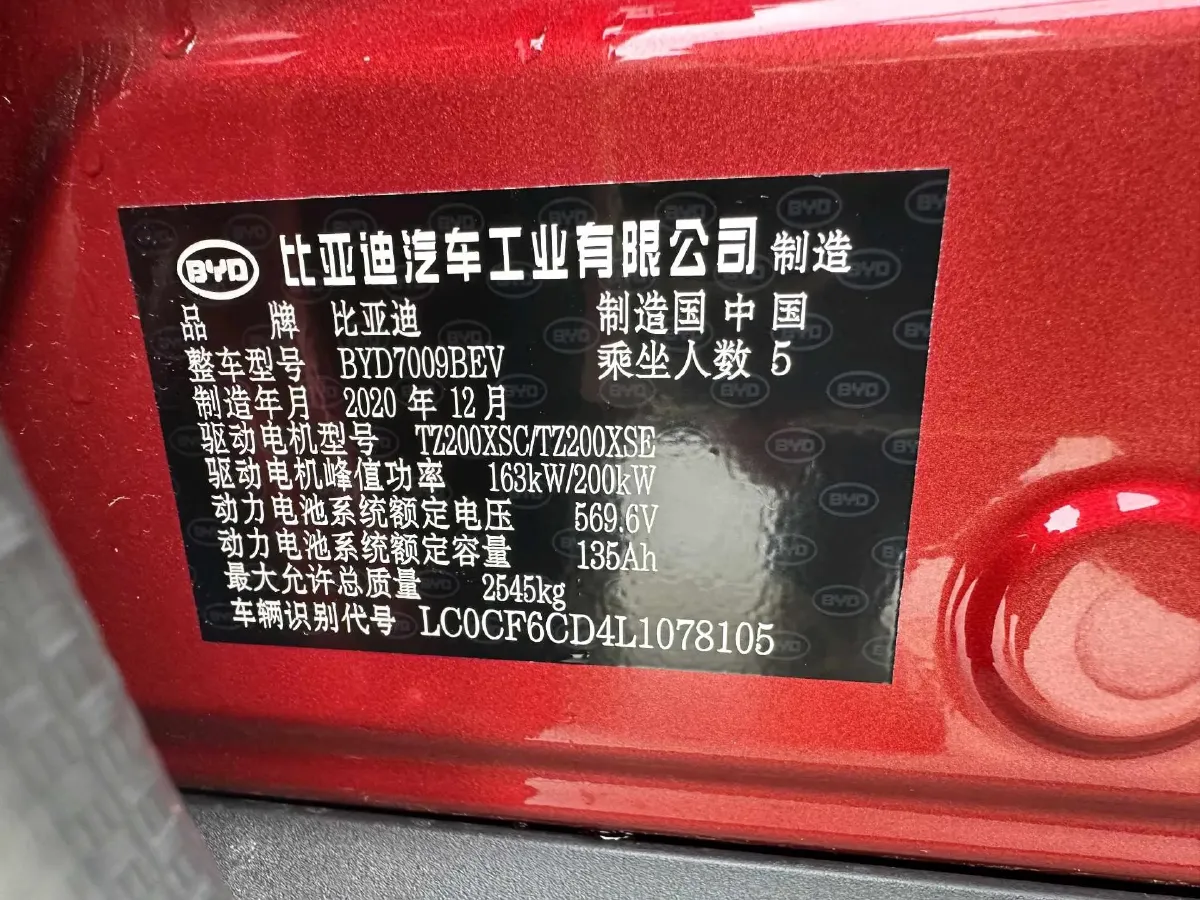 BYD 比亚迪汽车工业有限公司 制造
品 牌 比亚迪 制造国 中 国
整车型号 BYD7009BEV 乘坐人数 5
制造年月 2020 年 12 月
驱动电机型号 TZ200XSC/TZ200XSE
驱动电机峰值功率 163kW/200kW
动力电池系统额定电压 569.6V
动力电池系统额定容量 135Ah
最大允许总质量 2545kg
车辆识别代号 LC0CF6CD4L1078105